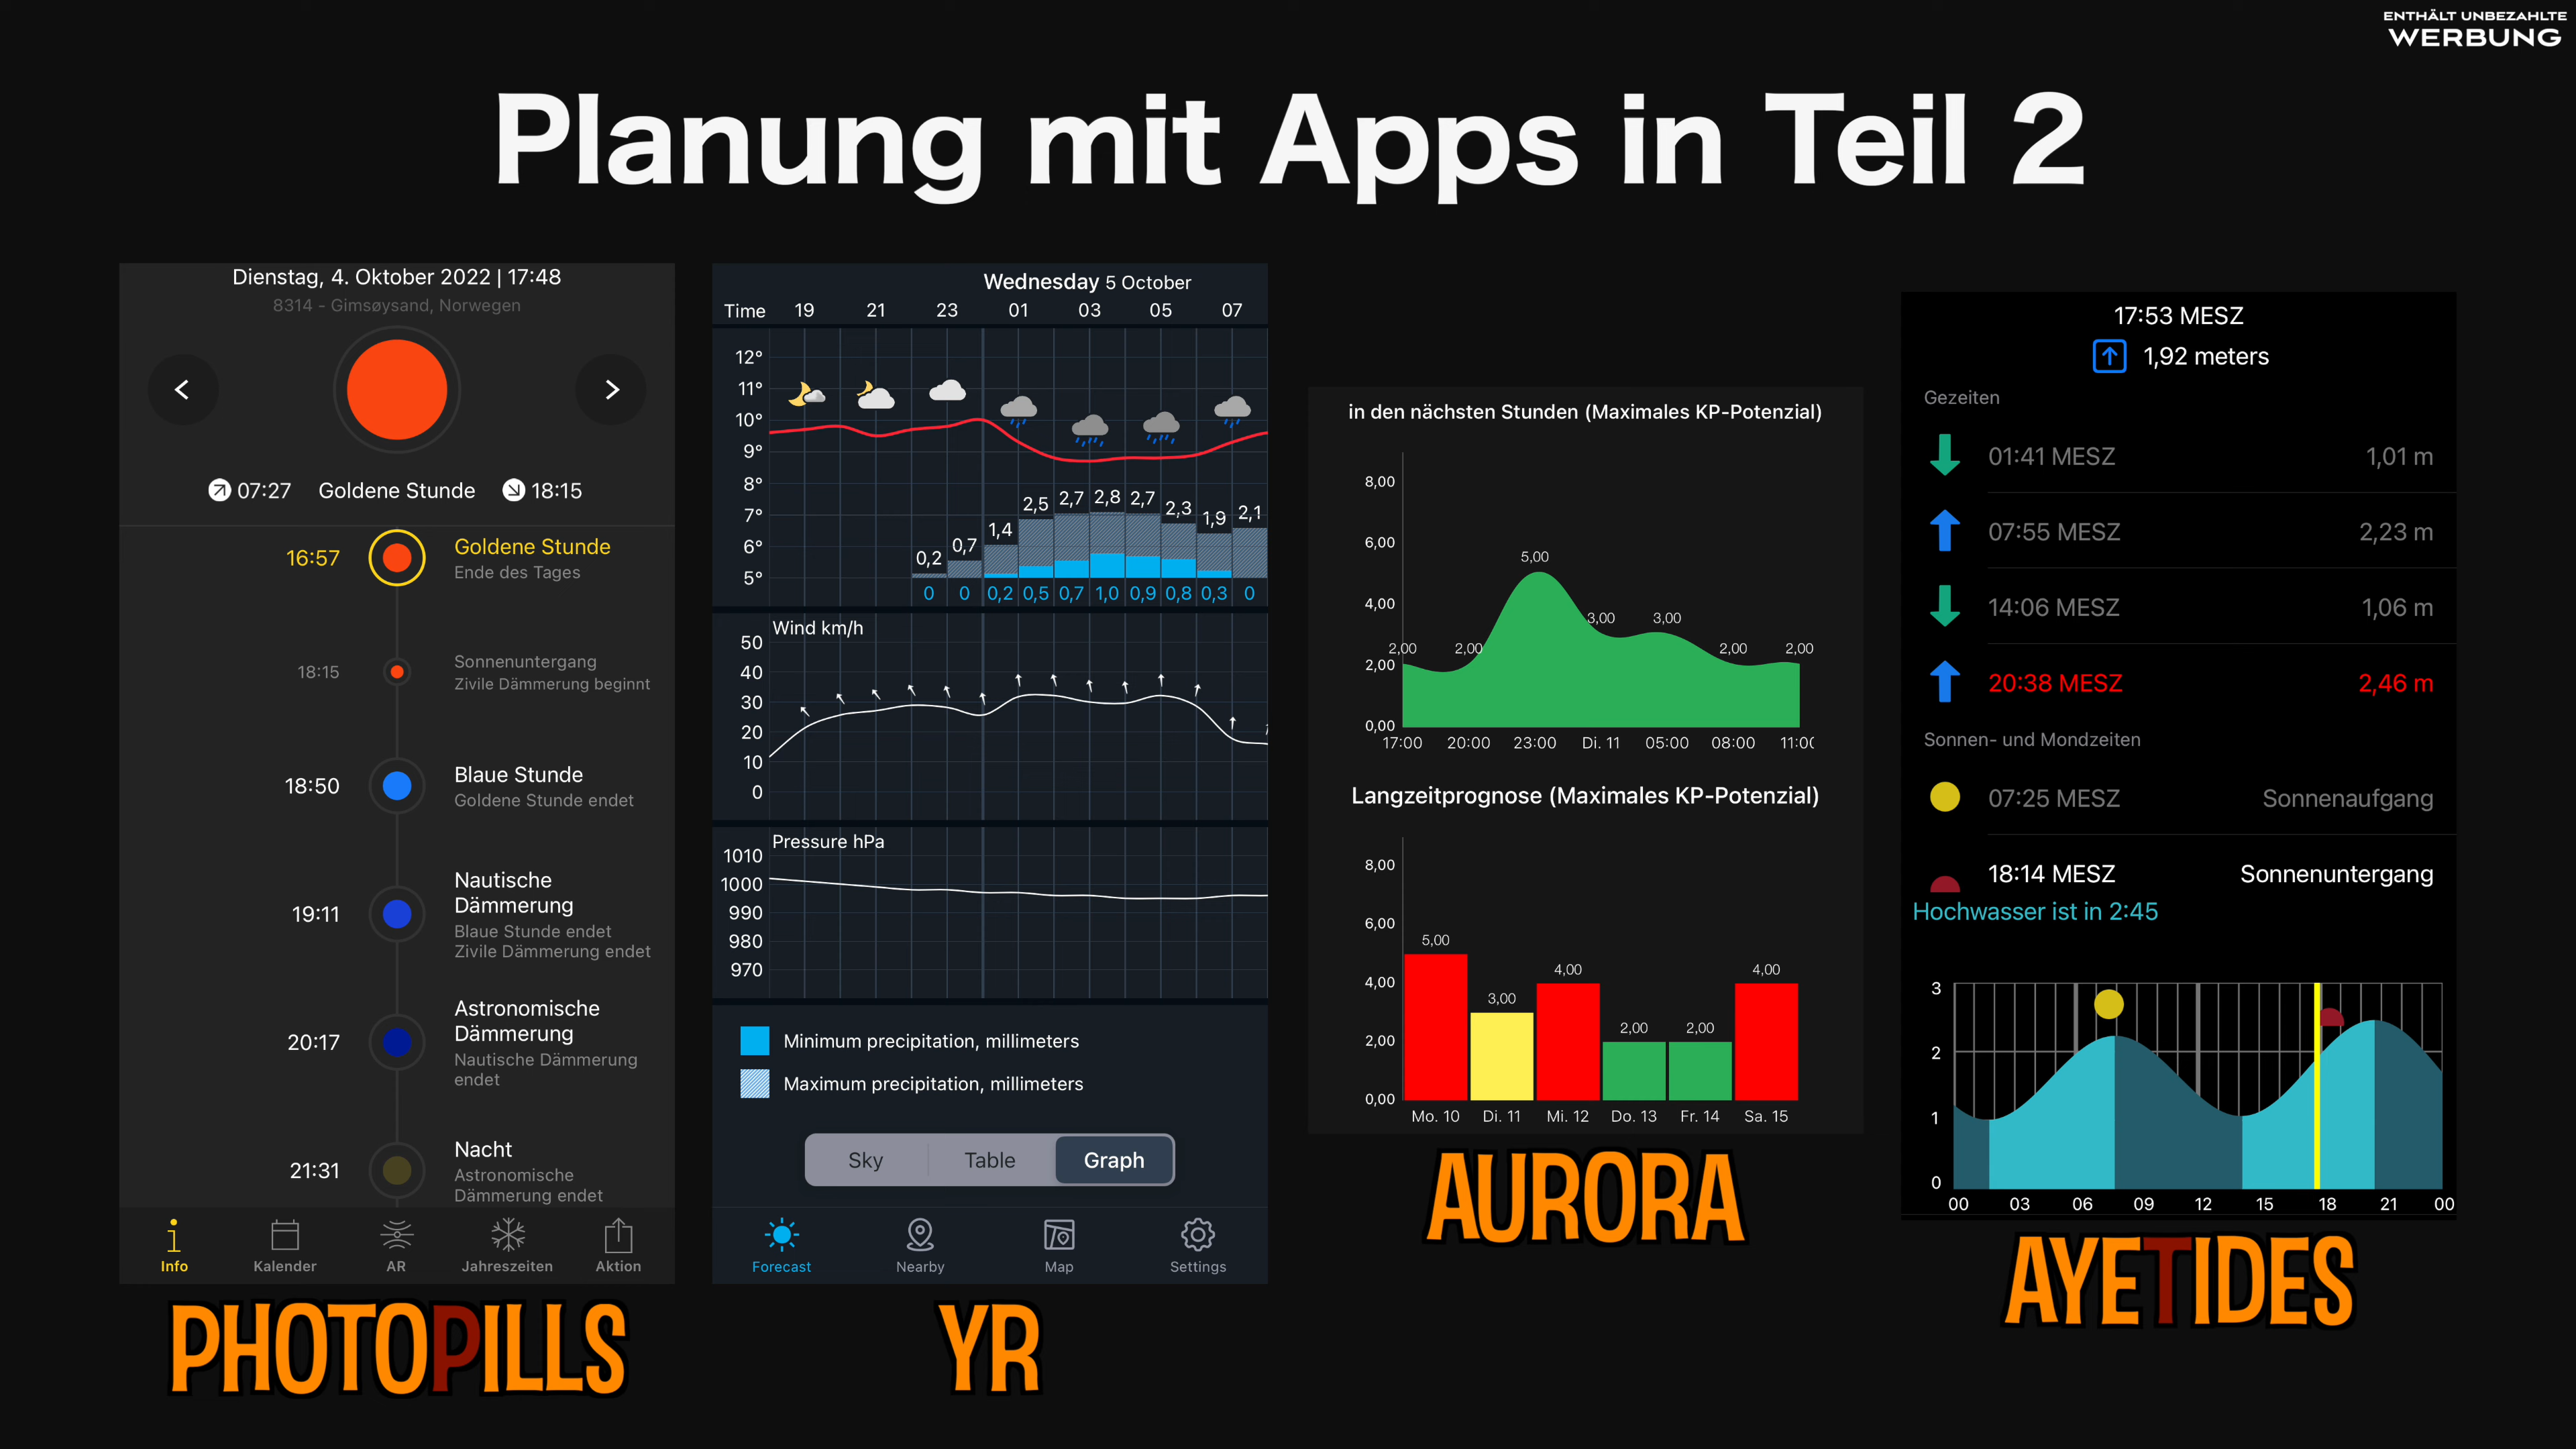 ENTHÄLT UNBEZAHLTE
WERBUNG
Planung mit Apps in Teil 2
Dienstag, 4. Oktober 2022 | 17:48
8314 - Gimsøysand, Norwegen
07:27 Goldene Stunde 18:15
16:57 Goldene Stunde
Ende des Tages
18:15 Sonnenuntergang
Zivile Dämmerung beginnt
18:50 Blaue Stunde
Goldene Stunde endet
19:11 Nautische
Dämmerung
Blaue Stunde endet
Zivile Dämmerung endet
20:17 Astronomische
Dämmerung
Nautische Dämmerung
endet
21:31 Nacht
Astronomische
Dämmerung endet
Info Kalender AR Jahreszeiten Aktion
PHOTOPILLS
Wednesday 5 October
Time 19 21 23 01 03 05 07
12°
11°
10°
9°
8°
7°
6°
5°
0,2 0,7 1,4 2,5 2,7 2,8 2,7 2,3 1,9 2,1
0 0 0,2 0,5 0,7 1,0 0,9 0,8 0,3 0
Wind km/h
50
40
30
20
10
0
Pressure hPa
1010
1000
990
980
970
Minimum precipitation, millimeters
Maximum precipitation, millimeters
Sky Table Graph
Forecast Nearby Map Settings
YR
in den nächsten Stunden (Maximales KP-Potenzial)
8,00
6,00
4,00
2,00
0,00
2,00 2,00 5,00 3,00 3,00 2,00 2,00
17:00 20:00 23:00 Di. 11 05:00 08:00 11:00
Langzeitprognose (Maximales KP-Potenzial)
8,00
6,00
4,00
2,00
0,00
5,00 3,00 4,00 2,00 2,00 4,00
Mo. 10 Di. 11 Mi. 12 Do. 13 Fr. 14 Sa. 15
AURORA
17:53 MESZ
1,92 meters
Gezeiten
01:41 MESZ 1,01 m
07:55 MESZ 2,23 m
14:06 MESZ 1,06 m
20:38 MESZ 2,46 m
Sonnen- und Mondzeiten
07:25 MESZ Sonnenaufgang
18:14 MESZ Sonnenuntergang
Hochwasser ist in 2:45
3
2
1
0
00 03 06 09 12 15 18 21 00
AYETIDES